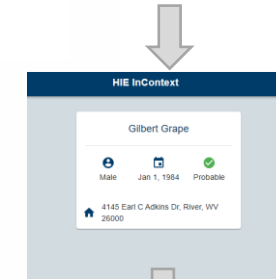 HIE InContext
Gilbert Grape
Male Jan 1, 1984 Probable
4145 Earl C Adkins Dr, River, WV
26000